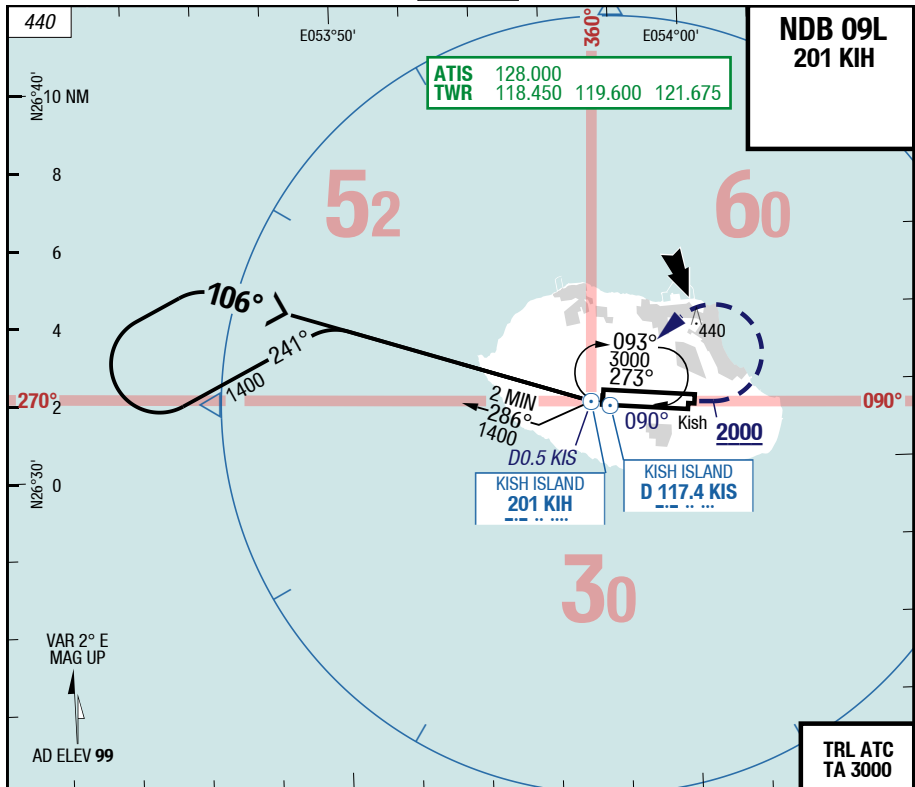 440
E053°50'
360°
E054°00'
NDB 09L
201 KIH
ATIS 128.000
TWR 118.450 119.600 121.675
N26°40'
10 NM
8
52
60
6
106°
4
241°
1400
440
093°
3000
273°
270°
2
2 MIN
286°
1400
090°
Kish
2000
090°
D0.5 KIS
KISH ISLAND
201 KIH
KISH ISLAND
D 117.4 KIS
N26°30'
0
30
VAR 2° E
MAG UP
AD ELEV 99
TRL ATC
TA 3000